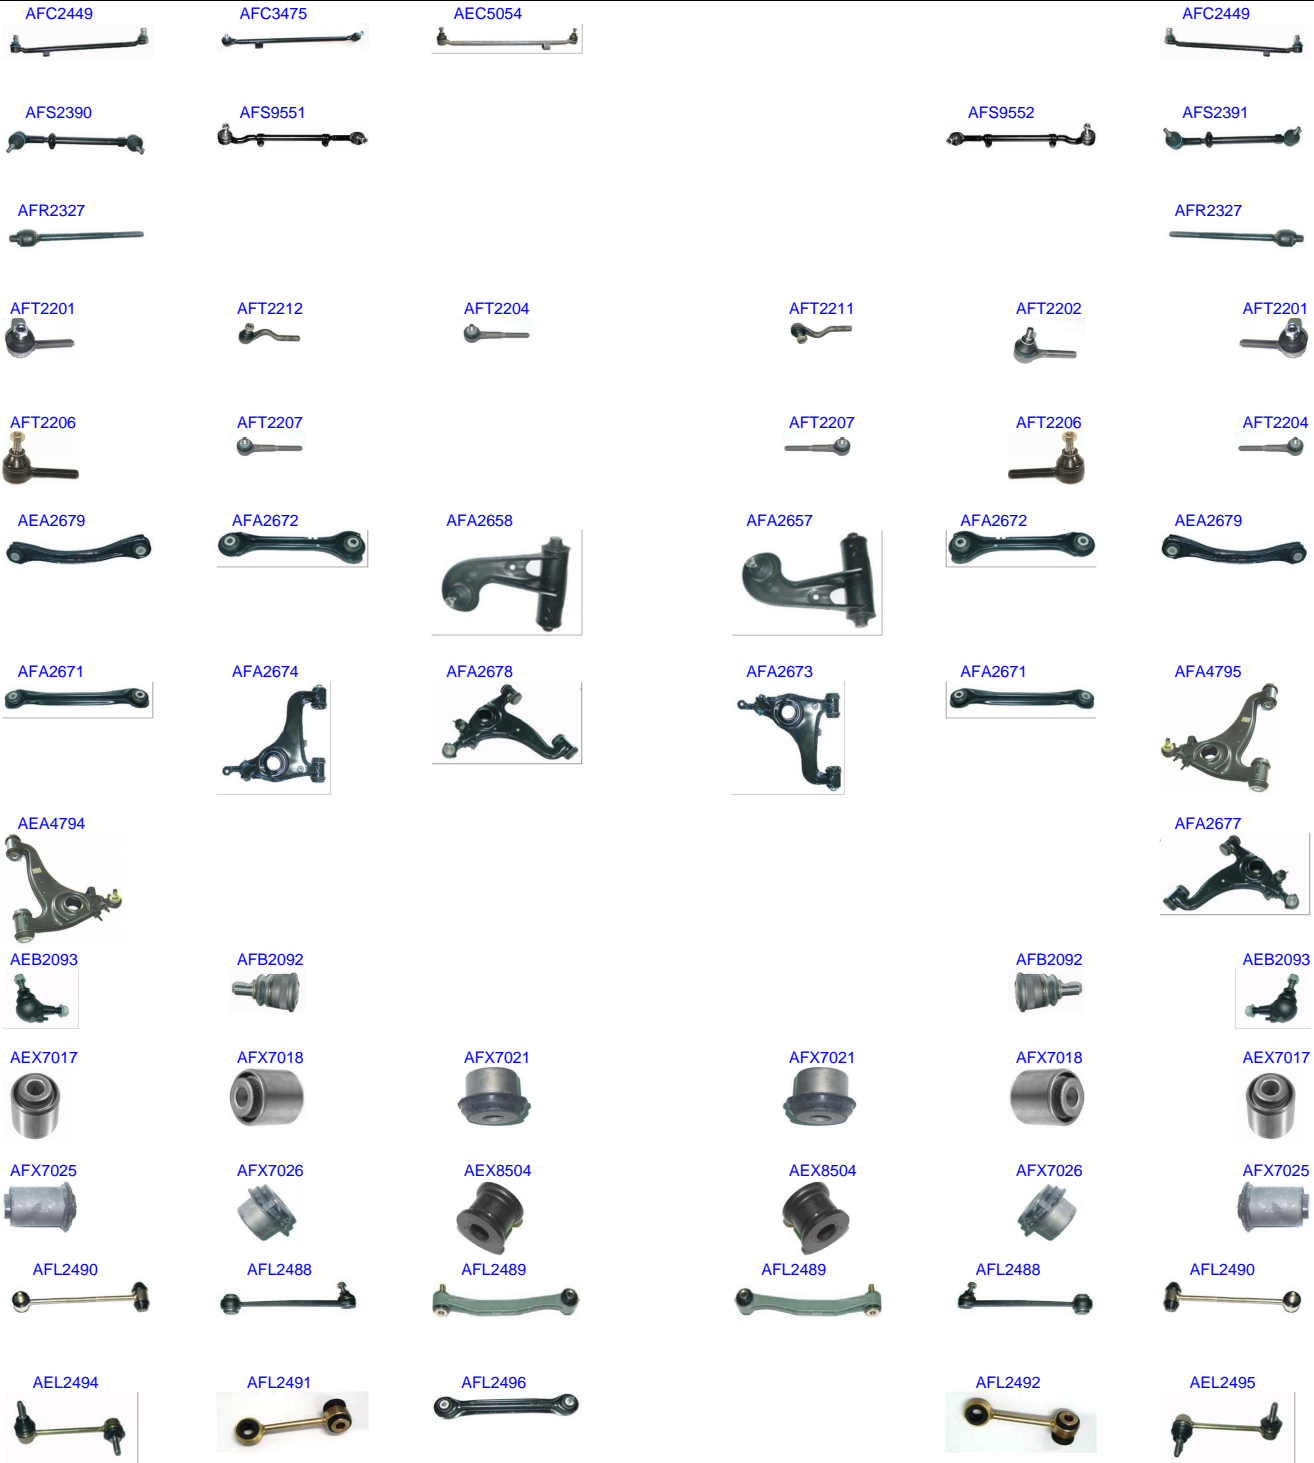 AFC2449 AFC3475 AEC5054 AFC2449
AFS2390 AFS9551 AFS9552 AFS2391
AFR2327 AFR2327
AFT2201 AFT2212 AFT2204 AFT2211 AFT2202 AFT2201
AFT2206 AFT2207 AFT2207 AFT2206 AFT2204
AEA2679 AFA2672 AFA2658 AFA2657 AFA2672 AEA2679
AFA2671 AFA2674 AFA2678 AFA2673 AFA2671 AFA4795
AEA4794 AFA2677
AEB2093 AFB2092 AFB2092 AEB2093
AEX7017 AFX7018 AFX7021 AFX7021 AFX7018 AEX7017
AFX7025 AFX7026 AEX8504 AEX8504 AFX7026 AFX7025
AFL2490 AFL2488 AFL2489 AFL2489 AFL2488 AFL2490
AEL2494 AFL2491 AFL2496 AFL2492 AEL2495